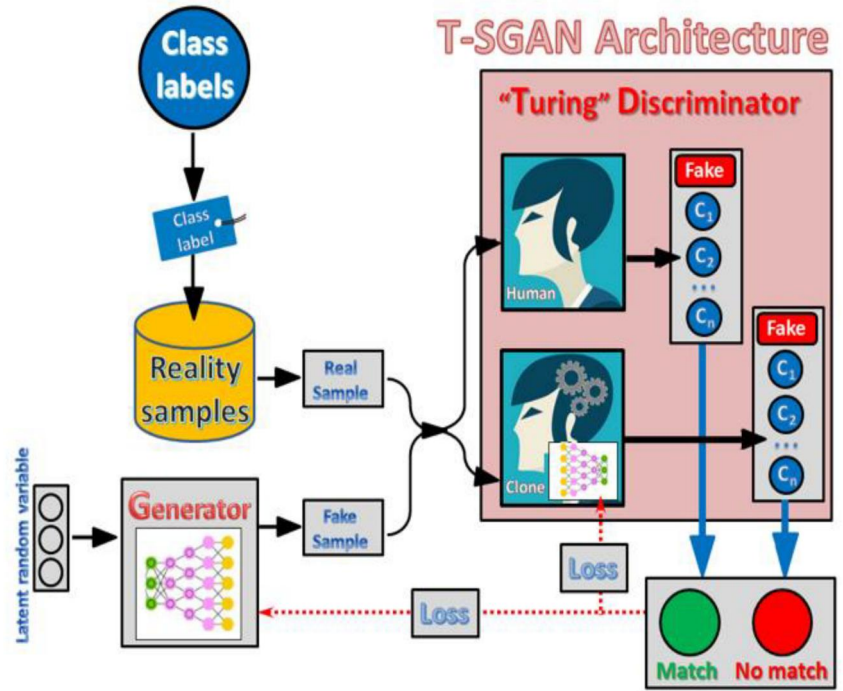 T-SGAN Architecture
Class
labels
"Turing" Discriminator
Class
label
Human
Fake
C1
C2
...
Cn
Reality
samples
Real
Sample
Clone
Fake
C1
C2
...
Cn
Latent random variable
Generator
Fake
Sample
Loss
Loss
Match
No match